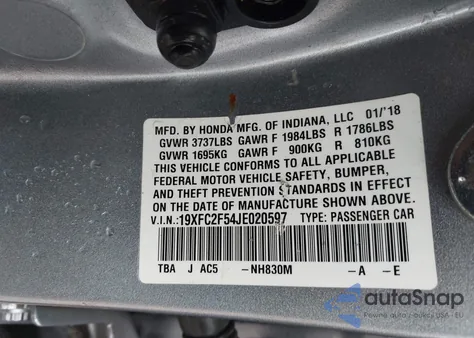 MFD. BY HONDA MFG. OF INDIANA, LLC 01/'18
GVWR 3737LBS GAWR F 1984LBS R 1786LBS
GVWR 1695KG GAWR F 900KG R 810KG
THIS VEHICLE CONFORMS TO ALL APPLICABLE
FEDERAL MOTOR VEHICLE SAFETY, BUMPER,
AND THEFT PREVENTION STANDARDS IN EFFECT
ON THE DATE OF MANUFACTURE SHOWN ABOVE.
V.I.N.: 19XFC2F54JE020597 TYPE: PASSENGER CAR
TBA J AC5 -NH830M -A -E
autoSnap